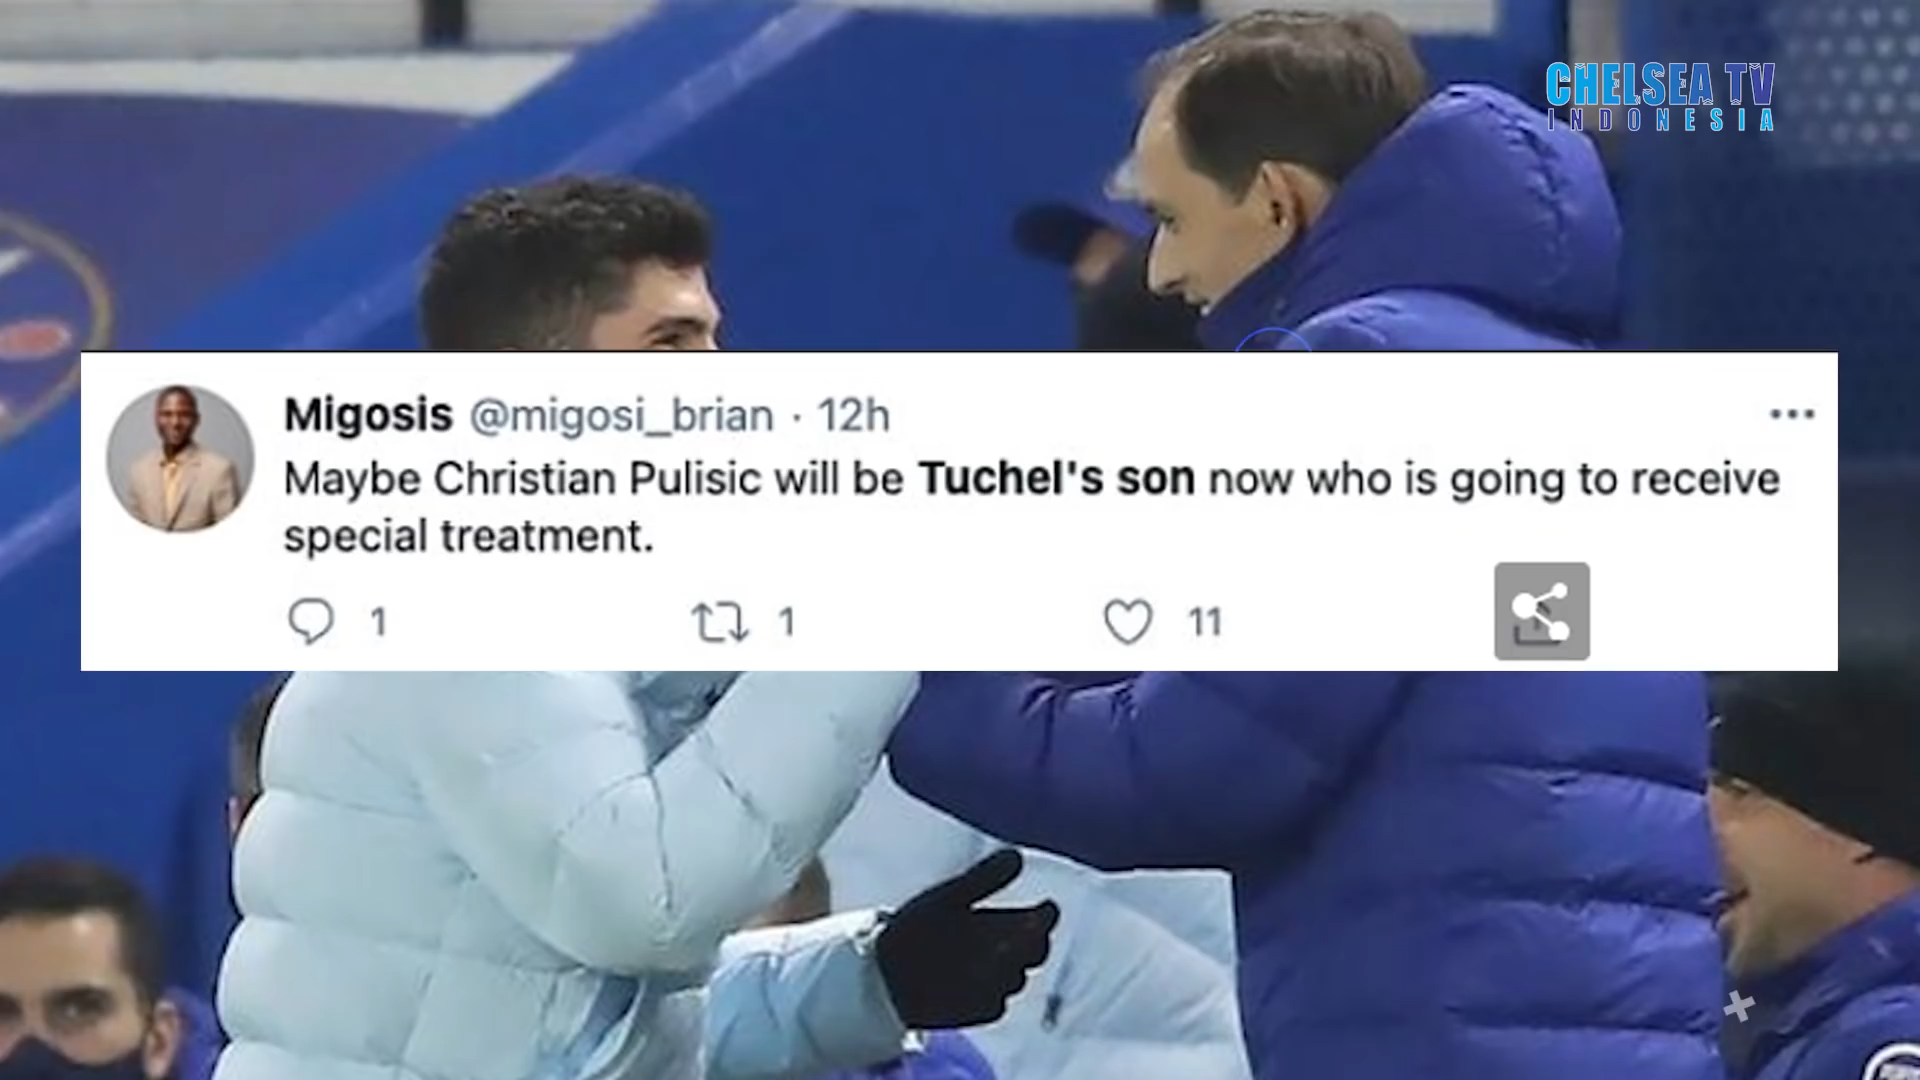 CHELSEA TV
INDONESIA
Migosis @migosi_brian · 12h
Maybe Christian Pulisic will be Tuchel's son now who is going to receive
special treatment.
1 1 11